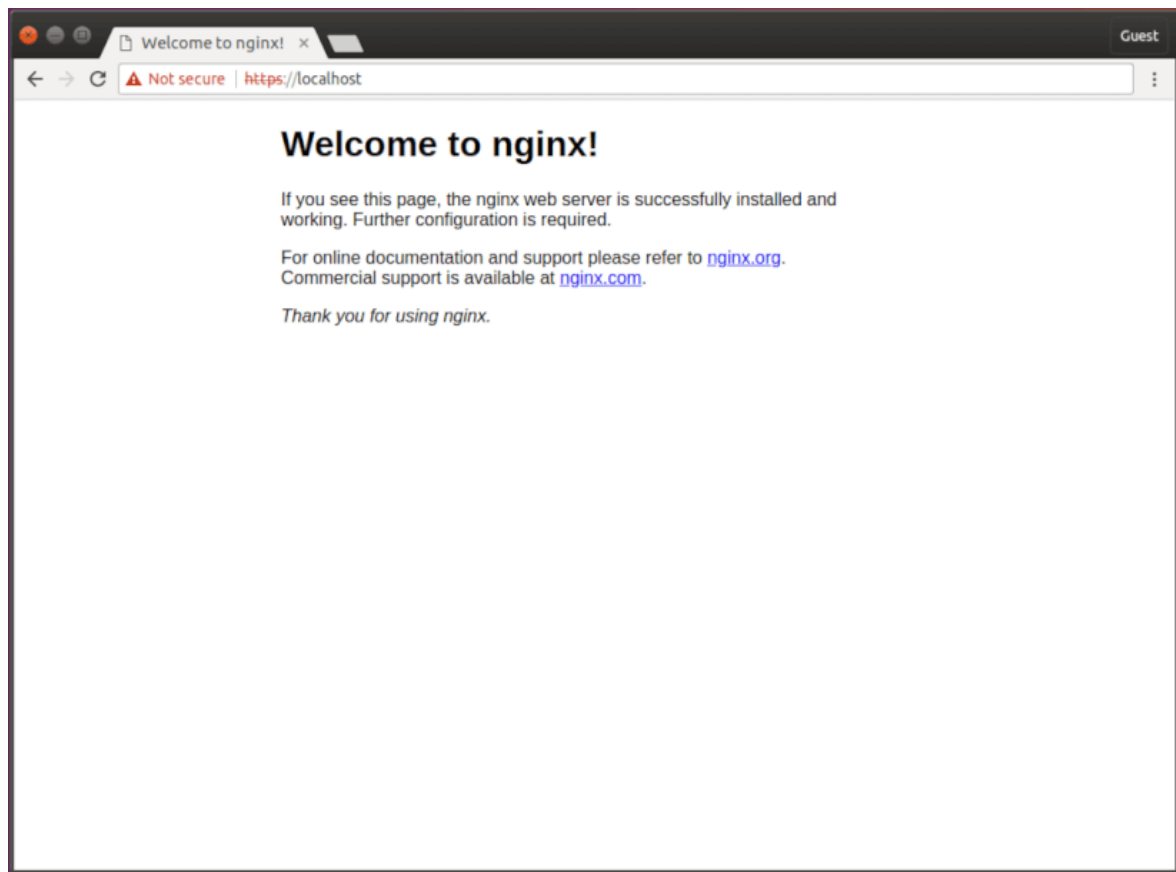 Welcome to nginx!
Guest
Not secure
https://localhost
Welcome to nginx!
If you see this page, the nginx web server is successfully installed and
working. Further configuration is required.
For online documentation and support please refer to nginx.org.
Commercial support is available at nginx.com.
Thank you for using nginx.